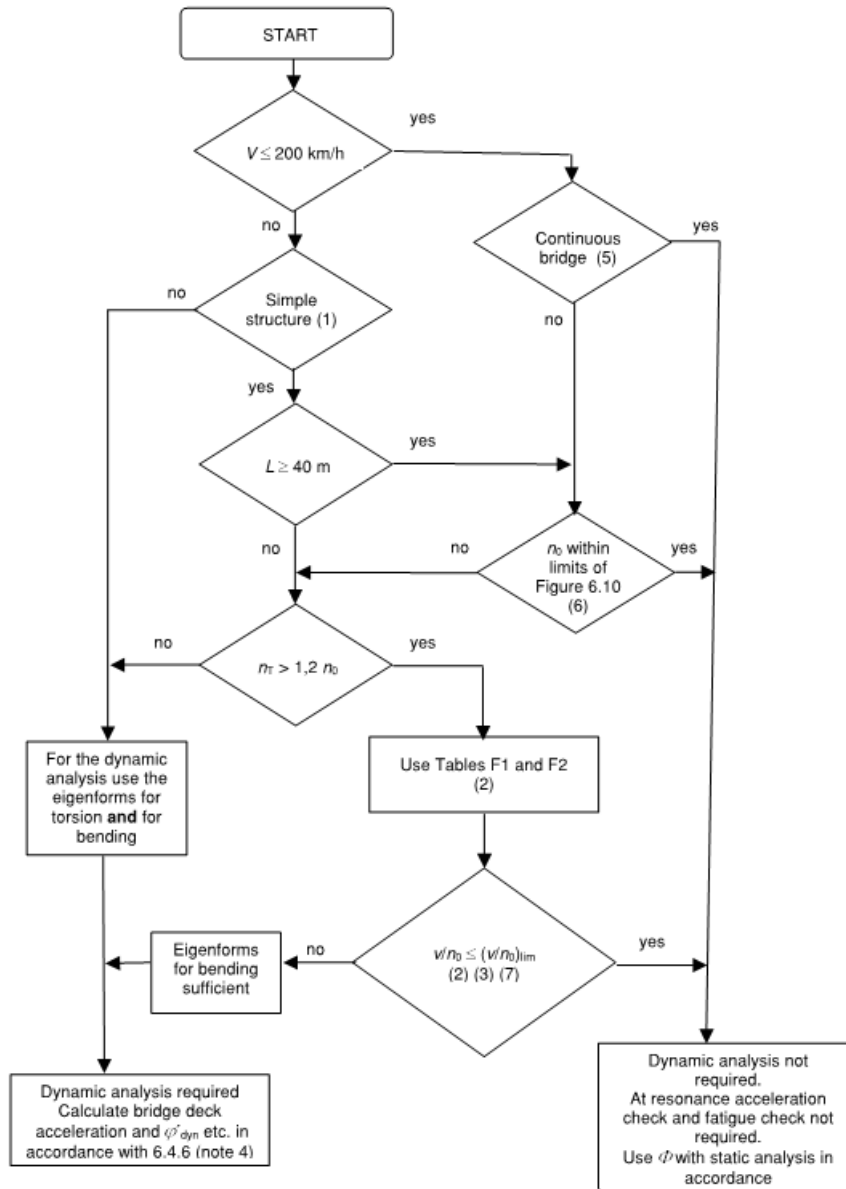 START
yes
V ≤ 200 km/h
no
yes
Continuous
bridge (5)
no
Simple
structure (1)
no
yes
yes
L ≥ 40 m
no
no
n₀ within
limits of
Figure 6.10
(6)
yes
no
yes
nT > 1,2 n₀
For the dynamic
analysis use the
eigenforms for
torsion and for
bending
Use Tables F1 and F2
(2)
Eigenforms
for bending
sufficient
no
v/n₀ ≤ (v/n₀)lim
(2) (3) (7)
yes
Dynamic analysis required
Calculate bridge deck
acceleration and φ'dyn etc. in
accordance with 6.4.6 (note 4)
Dynamic analysis not
required.
At resonance acceleration
check and fatigue check not
required.
Use Φ with static analysis in
accordance